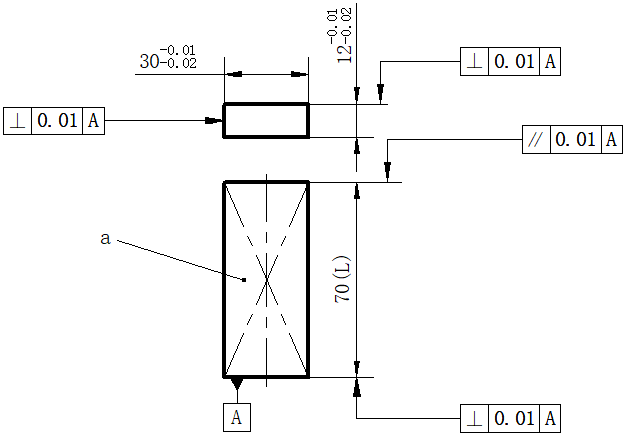 30 -0.01 -0.02
12 -0.01 -0.02
⊥ 0.01 A
⊥ 0.01 A
// 0.01 A
a
70(L)
A
⊥ 0.01 A